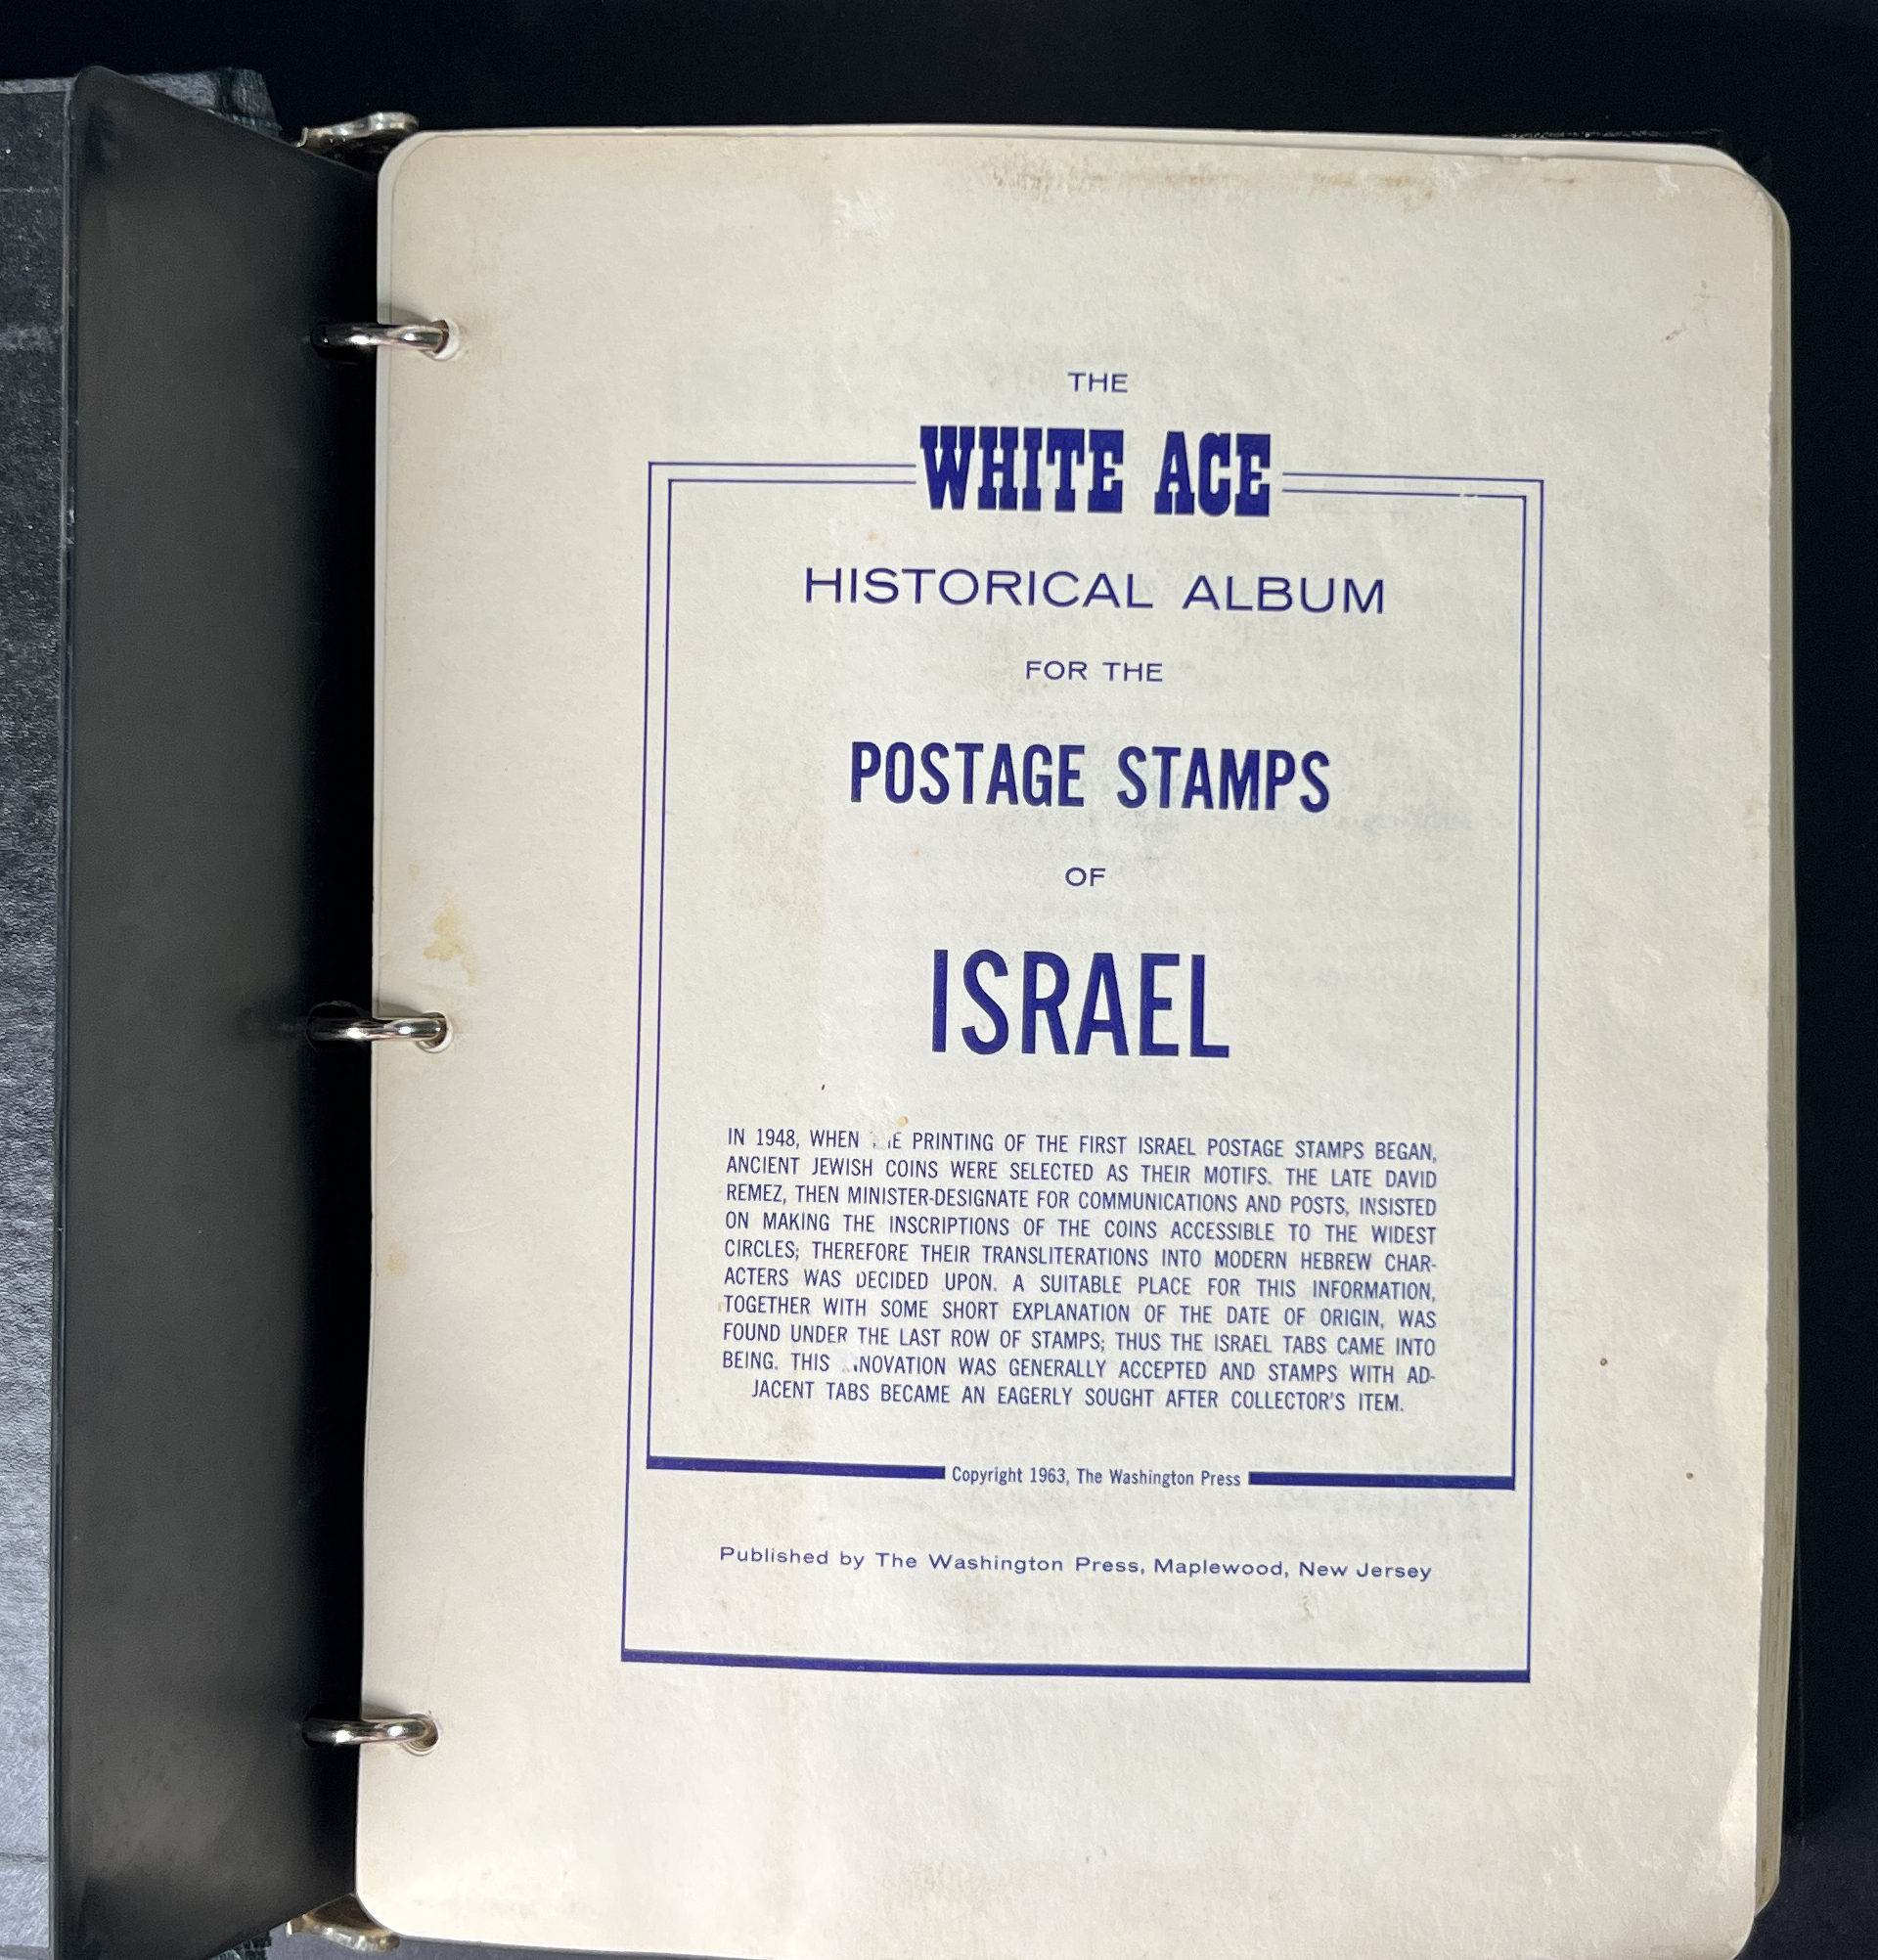 THE
WHITE ACE
HISTORICAL ALBUM
FOR THE
POSTAGE STAMPS
OF
ISRAEL
IN 1948, WHEN E PRINTING OF THE FIRST ISRAEL POSTAGE STAMPS BEGAN,
ANCIENT JEWISH COINS WERE SELECTED AS THEIR MOTIFS. THE LATE DAVID
REMEZ, THEN MINISTER-DESIGNATE FOR COMMUNICATIONS AND POSTS, INSISTED
ON MAKING THE INSCRIPTIONS OF THE COINS ACCESSIBLE TO THE WIDEST
CIRCLES; THEREFORE THEIR TRANSLITERATIONS INTO MODERN HEBREW CHAR-
ACTERS WAS DECIDED UPON. A SUITABLE PLACE FOR THIS INFORMATION,
TOGETHER WITH SOME SHORT EXPLANATION OF THE DATE OF ORIGIN, WAS
FOUND UNDER THE LAST ROW OF STAMPS; THUS THE ISRAEL TABS CAME INTO
BEING. THIS NOVATION WAS GENERALLY ACCEPTED AND STAMPS WITH AD-
JACENT TABS BECAME AN EAGERLY SOUGHT AFTER COLLECTOR'S ITEM.
Copyright 1963, The Washington Press
Published by The Washington Press, Maplewood, New Jersey